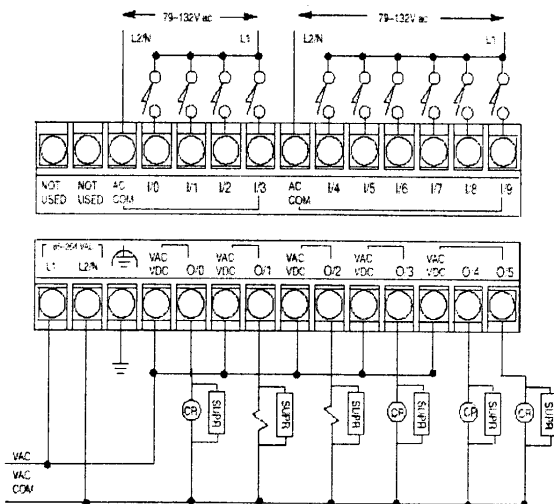 79–132V ac 79–132V ac
L2/N L1 L2/N L1
NOT USED NOT USED AC COM I/0 I/1 I/2 I/3 AC COM I/4 I/5 I/6 I/7 I/8 I/9
L1 L2/N VAC VDC O/0 VAC VDC O/1 VAC VDC O/2 VAC VDC O/3 VAC VDC O/4 O/5
CR SUPR SUPR SUPR CR SUPR CR SUPR CR SUPR
VAC
VAC
COM